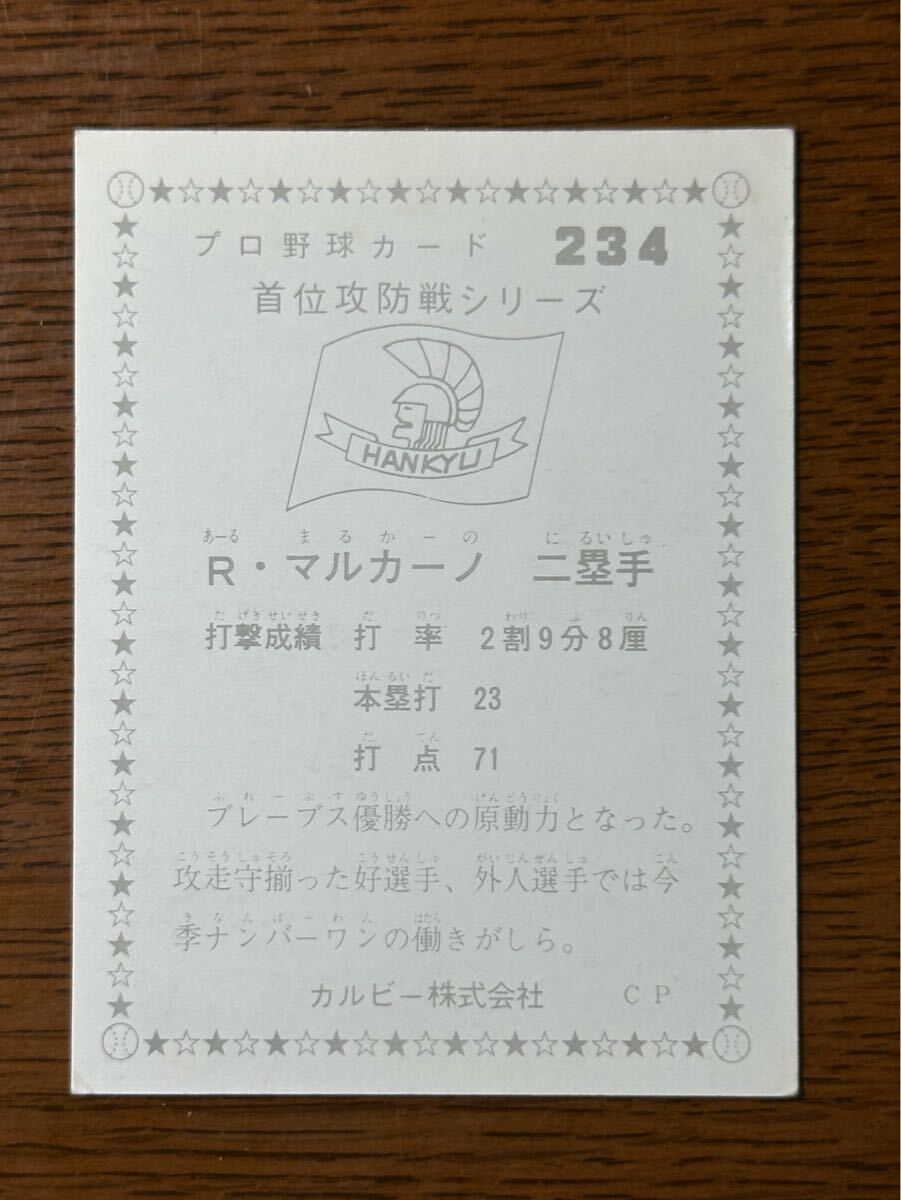 プロ野球カード 234
首位攻防戦シリーズ
HANKYU
あーる まるかーの にるいしゅ
R・マルカーノ 二塁手
だげきせいせき だ りつ わり ぶ りん
打撃成績 打率 2割9分8厘
ほんるいだ
本塁打 23
だ てん
打点 71
ぶれーぶすゆうしょう げんどうりょく
ブレーブス優勝への原動力となった。
こうそうしゅそろ こうせんしゅ がいじんせんしゅ こん
攻走守揃った好選手、外人選手では今
きなんばーわん はたら
季ナンバーワンの働きがしら。
カルビー株式会社 CP